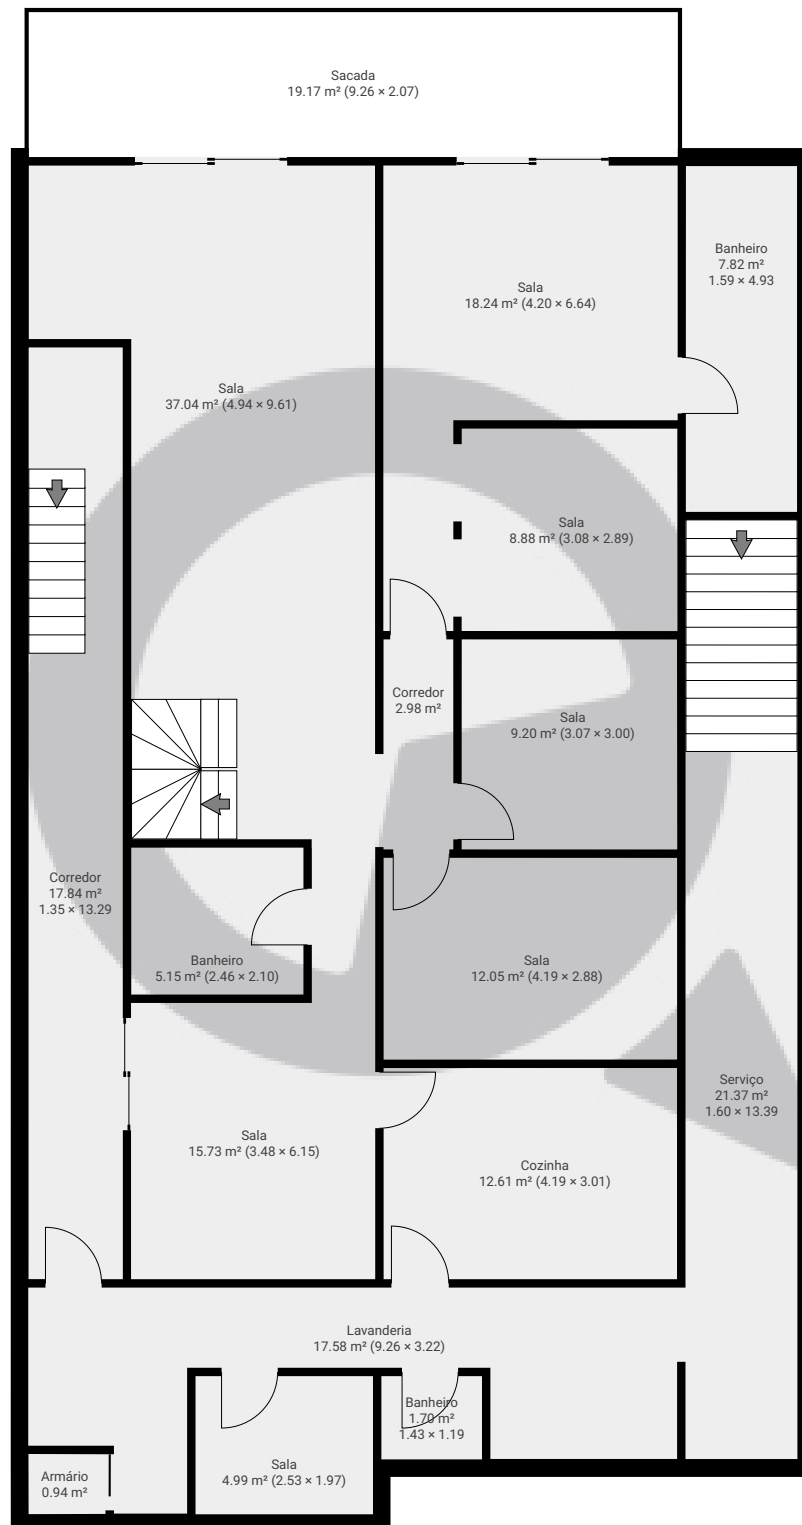 Sacada
19.17 m² (9.26 × 2.07)
Banheiro
7.82 m²
1.59 × 4.93
Sala
18.24 m² (4.20 × 6.64)
Sala
37.04 m² (4.94 × 9.61)
Sala
8.88 m² (3.08 × 2.89)
Corredor
2.98 m²
Sala
9.20 m² (3.07 × 3.00)
Corredor
17.84 m²
1.35 × 13.29
Banheiro
5.15 m² (2.46 × 2.10)
Sala
12.05 m² (4.19 × 2.88)
Serviço
21.37 m²
1.60 × 13.39
Sala
15.73 m² (3.48 × 6.15)
Cozinha
12.61 m² (4.19 × 3.01)
Lavanderia
17.58 m² (9.26 × 3.22)
Banheiro
1.70 m²
1.43 × 1.19
Sala
4.99 m² (2.53 × 1.97)
Armário
0.94 m²